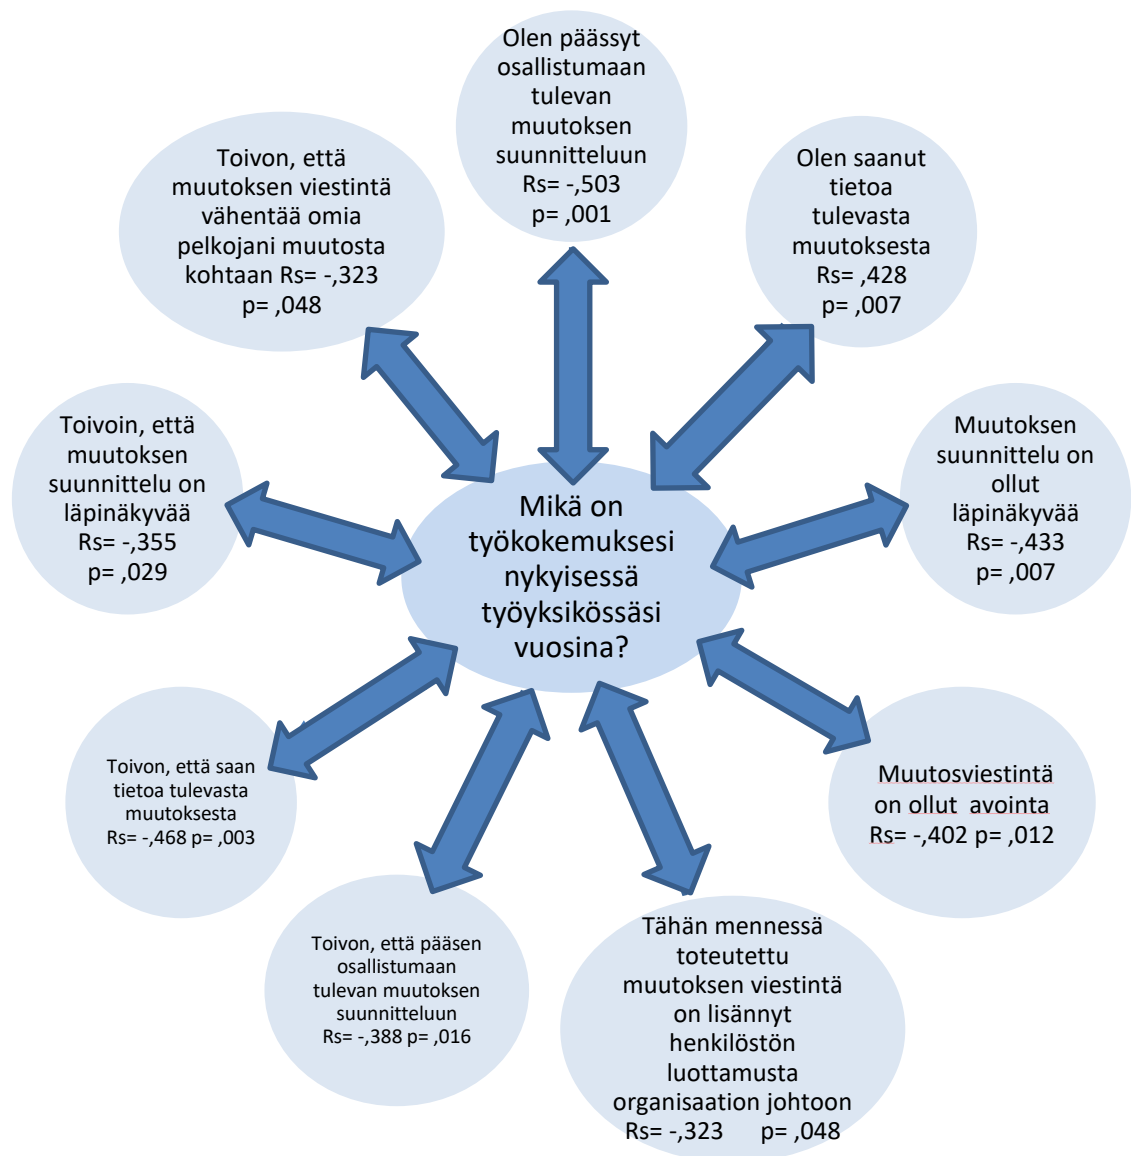 Olen päässyt
osallistumaan
tulevan
muutoksen
suunnitteluun
Rs= -,503
p= ,001
Olen saanut
tietoa
tulevasta
muutoksesta
Rs= ,428
p= ,007
Muutoksen
suunnittelu on
ollut
läpinäkyvää
Rs= -,433
p= ,007
Muutosviestintä
on ollut avointa
Rs= -,402 p= ,012
Tähän mennessä
toteutettu
muutoksen viestintä
on lisännyt
henkilöstön
luottamusta
organisaation johtoon
Rs= -,323 p= ,048
Toivon, että pääsen
osallistumaan
tulevan muutoksen
suunnitteluun
Rs= -,388 p= ,016
Toivon, että saan
tietoa tulevasta
muutoksesta
Rs= -,468 p= ,003
Toivoin, että
muutoksen
suunnittelu on
läpinäkyvää
Rs= -,355
p= ,029
Toivon, että
muutoksen viestintä
vähentää omia
pelkojani muutosta
kohtaan Rs= -,323
p= ,048
Mikä on
työkokemuksesi
nykyisessä
työyksikössäsi
vuosina?